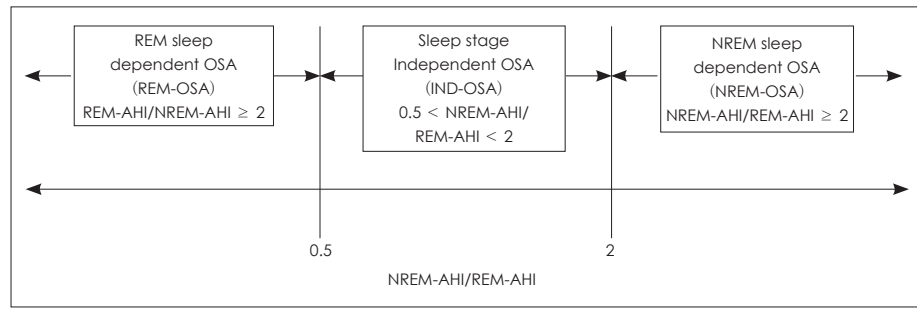 REM sleep
dependent OSA
(REM-OSA)
REM-AHI/NREM-AHI ≥ 2
Sleep stage
Independent OSA
(IND-OSA)
0.5 < NREM-AHI/
REM-AHI < 2
NREM sleep
dependent OSA
(NREM-OSA)
NREM-AHI/REM-AHI ≥ 2
0.5
2
NREM-AHI/REM-AHI